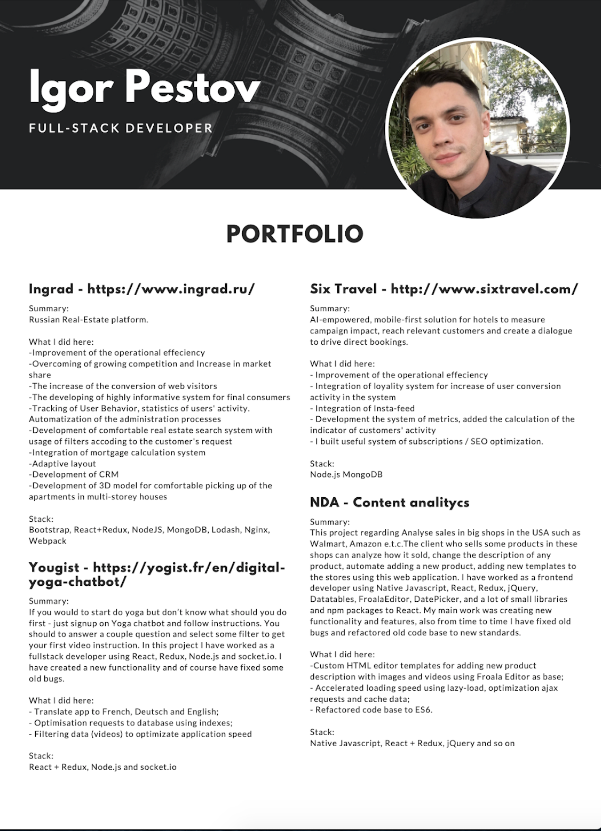 Igor Pestov
FULL-STACK DEVELOPER
PORTFOLIO
Ingrad - https://www.ingrad.ru/
Summary:
Russian Real-Estate platform.
What I did here:
-Improvement of the operational effeciency
-Overcoming of growing competition and Increase in market
share
-The increase of the conversion of web visitors
-The developing of highly informative system for final consumers
-Tracking of User Behavior, statistics of users' activity.
Automatization of the administration processes
-Development of comfortable real estate search system with
usage of filters accoding to the customer's request
-Integration of mortgage calculation system
-Adaptive layout
-Development of CRM
-Development of 3D model for comfortable picking up of the
apartments in multi-storey houses
Stack:
Bootstrap, React+Redux, NodeJS, MongoDB, Lodash, Nginx,
Webpack
Yougist - https://yogist.fr/en/digital-
yoga-chatbot/
Summary:
If you would to start do yoga but don't know what should you do
first - just signup on Yoga chatbot and follow instructions. You
should to answer a couple question and select some filter to get
your first video instruction. In this project I have worked as a
fullstack developer using React, Redux, Node.js and socket.io. I
have created a new functionality and of course have fixed some
old bugs.
What I did here:
- Translate app to French, Deutsch and English;
- Optimisation requests to database using indexes;
- Filtering data (videos) to optimizate application speed
Stack:
React + Redux, Node.js and socket.io
Six Travel - http://www.sixtravel.com/
Summary:
AI-empowered, mobile-first solution for hotels to measure
campaign impact, reach relevant customers and create a dialogue
to drive direct bookings.
What I did here:
- Improvement of the operational effeciency
- Integration of loyality system for increase of user conversion
activity in the system
- Integration of Insta-feed
- Development the system of metrics, added the calculation of the
indicator of customers' activity
- I built useful system of subscriptions / SEO optimization.
Stack:
Node.js MongoDB
NDA - Content analitycs
Summary:
This project regarding Analyse sales in big shops in the USA such as
Walmart, Amazon e.t.c.The client who sells some products in these
shops can analyze how it sold, change the description of any
product, automate adding a new product, adding new templates to
the stores using this web application. I have worked as a frontend
developer using Native Javascript, React, Redux, jQuery,
Datatables, FroalaEditor, DatePicker, and a lot of small libraries
and npm packages to React. My main work was creating new
functionality and features, also from time to time I have fixed old
bugs and refactored old code base to new standards.
What I did here:
-Custom HTML editor templates for adding new product
description with images and videos using Froala Editor as base;
- Accelerated loading speed using lazy-load, optimization ajax
requests and cache data;
- Refactored code base to ES6.
Stack:
Native Javascript, React + Redux, jQuery and so on